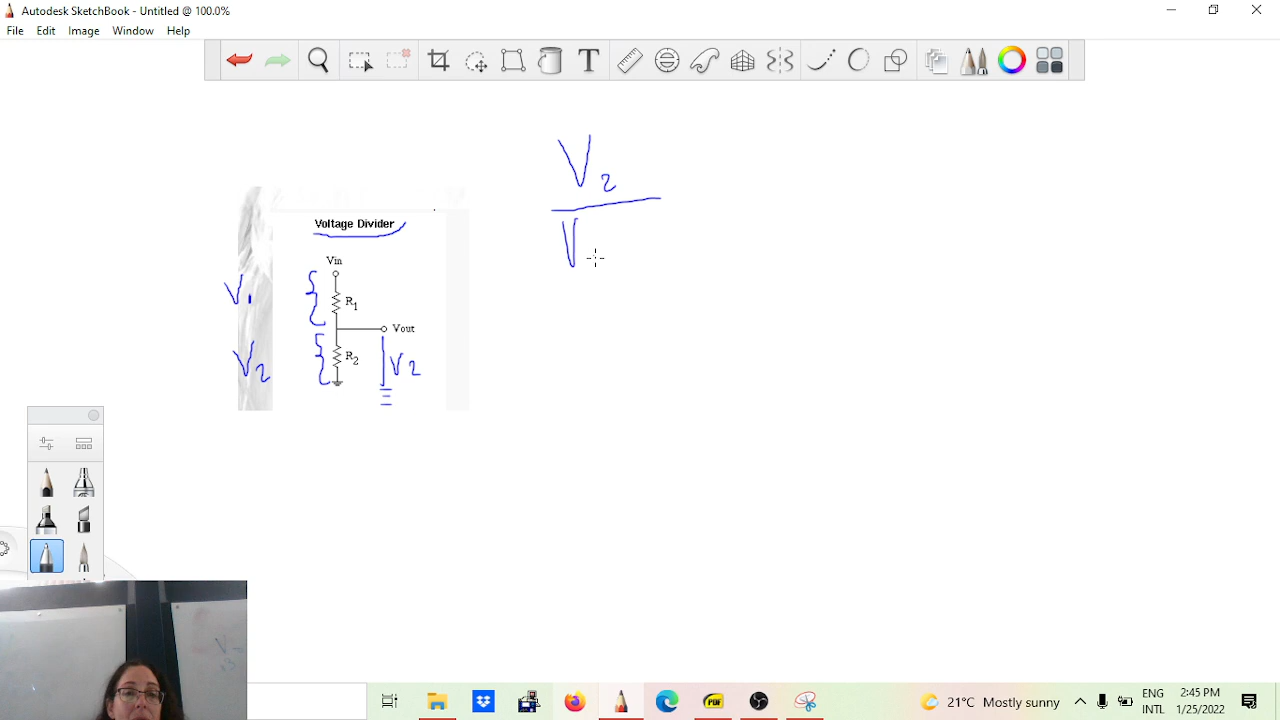 Autodesk SketchBook - Untitled @ 100.0%
File Edit Image Window Help
T
V2
V
Voltage Divider
Vin
V1
R1
Vout
V2
R2
V2
PDF
21°C Mostly sunny
ENG
INTL
2:45 PM
1/25/2022